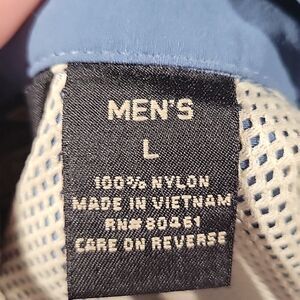 MEN'S
L
100% NYLON
MADE IN VIETNAM
RN# 80461
CARE ON REVERSE